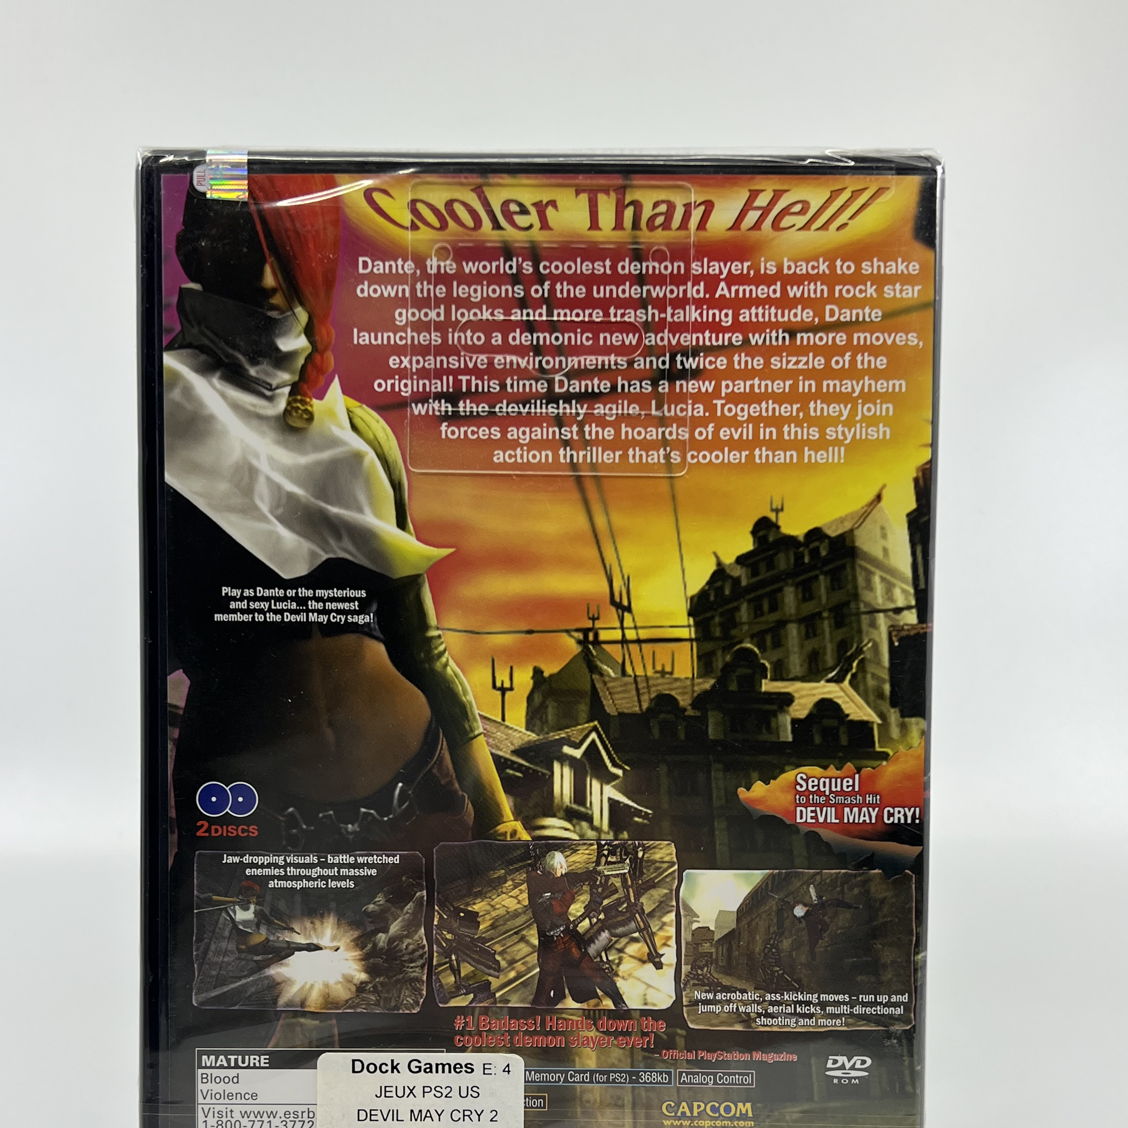 PULL
Cooler Than Hell!
Dante, the world's coolest demon slayer, is back to shake
down the legions of the underworld. Armed with rock star
good looks and more trash-talking attitude, Dante
launches into a demonic new adventure with more moves,
expansive environments and twice the sizzle of the
original! This time Dante has a new partner in mayhem
with the devilishly agile, Lucia. Together, they join
forces against the hoards of evil in this stylish
action thriller that's cooler than hell!
Play as Dante or the mysterious
and sexy Lucia... the newest
member to the Devil May Cry saga!
Sequel
to the Smash Hit
DEVIL MAY CRY!
2 DISCS
Jaw-dropping visuals – battle wretched
enemies throughout massive
atmospheric levels
New acrobatic, ass-kicking moves – run up and
jump off walls, aerial kicks, multi-directional
shooting and more!
#1 Badass! Hands down the
coolest demon slayer ever!
– Official PlayStation Magazine
MATURE
Blood
Violence
Visit www.esrb
1-800-771-3772
Dock Games E: 4
JEUX PS2 US
DEVIL MAY CRY 2
Memory Card (for PS2) - 368kb
Analog Control
DVD
ROM
CAPCOM
www.capcom.com